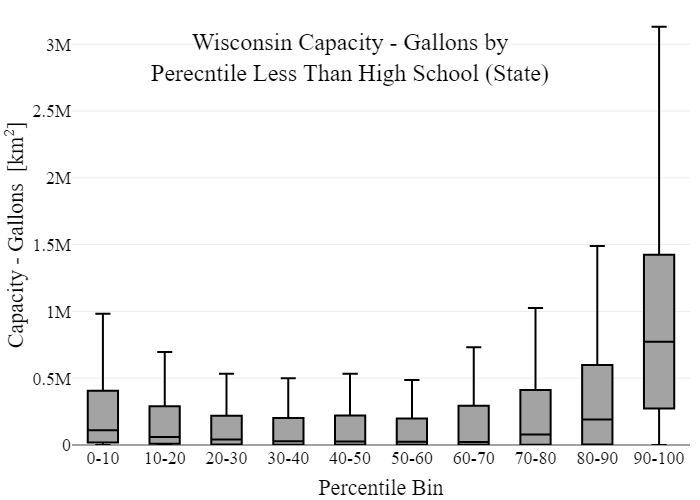 Wisconsin Capacity - Gallons by
Perecntile Less Than High School (State)
Capacity - Gallons [km²]
3M
2.5M
2M
1.5M
1M
0.5M
0
0-10 10-20 20-30 30-40 40-50 50-60 60-70 70-80 80-90 90-100
Percentile Bin